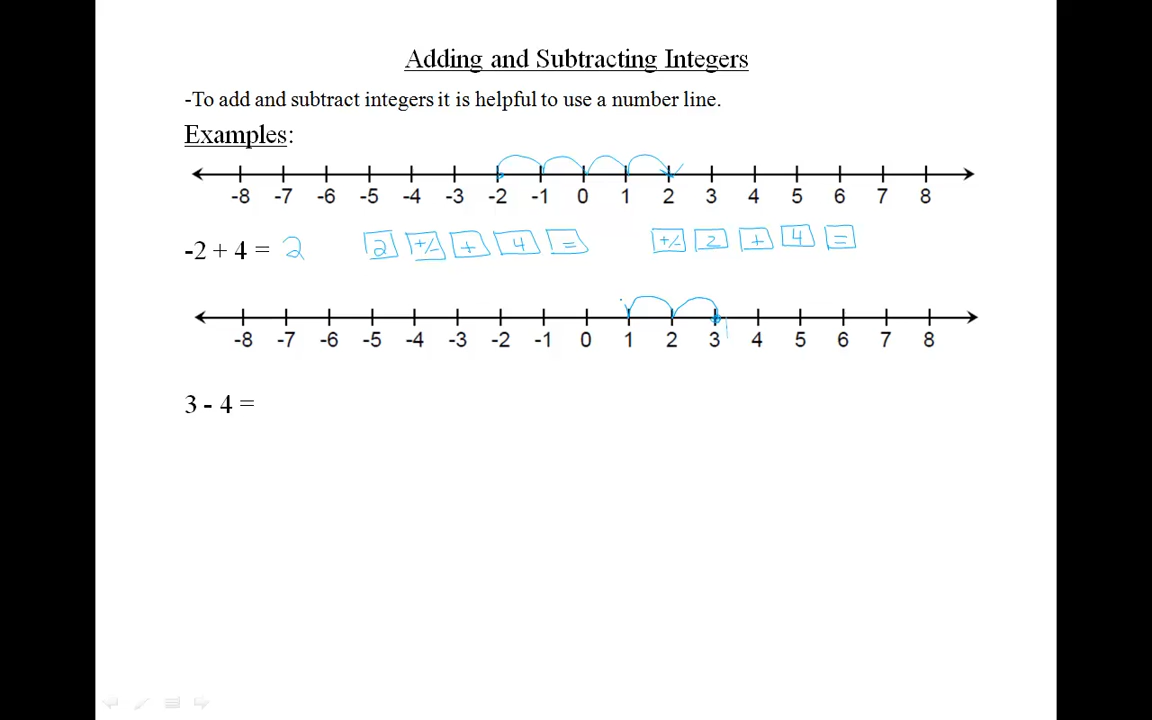 Adding and Subtracting Integers
-To add and subtract integers it is helpful to use a number line.
Examples:
-8 -7 -6 -5 -4 -3 -2 -1 0 1 2 3 4 5 6 7 8
-2 + 4 = 2 2 +/- + 4 = +/- 2 + 4 =
-8 -7 -6 -5 -4 -3 -2 -1 0 1 2 3 4 5 6 7 8
3 - 4 =